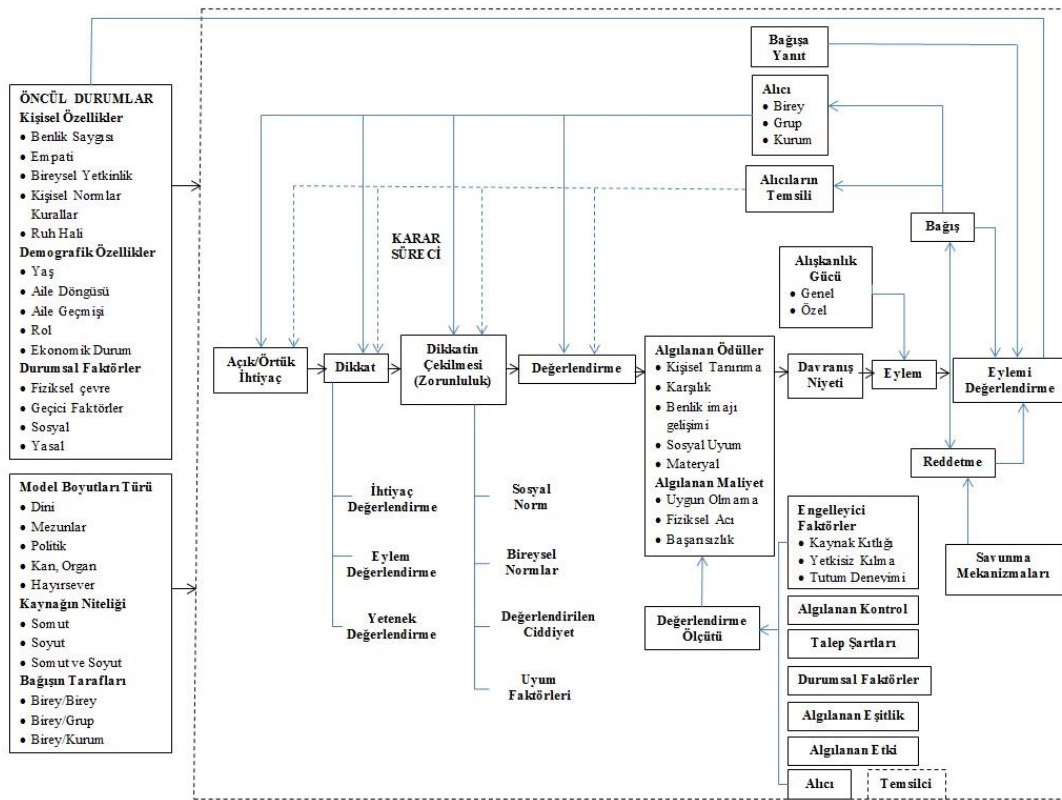 ÖNCÜL DURUMLAR
Kişisel Özellikler
• Benlik Saygısı
• Empati
• Bireysel Yetkinlik
• Kişisel Normlar
Kurallar
• Ruh Hali
Demografik Özellikler
• Yaş
• Aile Döngüsü
• Aile Geçmişi
• Rol
• Ekonomik Durum
Durumsal Faktörler
• Fiziksel çevre
• Geçici Faktörler
• Sosyal
• Yasal
Model Boyutları Türü
• Dini
• Mezunlar
• Politik
• Kan, Organ
• Hayırsever
Kaynağın Niteliği
• Somut
• Soyut
• Somut ve Soyut
Bağışın Tarafları
• Birey/Birey
• Birey/Grup
• Birey/Kurum
Bağışa
Yanıt
Alıcı
• Birey
• Grup
• Kurum
Alıcıların
Temsili
KARAR
SÜRECİ
Bağış
Alışkanlık
Gücü
• Genel
• Özel
Açık/Örtük
İhtiyaç
Dikkat
Dikkatin
Çekilmesi
(Zorunluluk)
Değerlendirme
Algılanan Ödüller
• Kişisel Tanınma
• Karşılık
• Benlik imajı
gelişimi
• Sosyal Uyum
• Materyal
Algılanan Maliyet
• Uygun Olmama
• Fiziksel Acı
• Başarısızlık
Davranış
Niyeti
Eylem
Eylemi
Değerlendirme
Reddetme
Savunma
Mekanizmaları
İhtiyaç
Değerlendirme
Eylem
Değerlendirme
Yetenek
Değerlendirme
Sosyal
Norm
Bireysel
Normlar
Değerlendirilen
Ciddiyet
Uyum
Faktörleri
Değerlendirme
Ölçütü
Engelleyici
Faktörler
• Kaynak Kıtlığı
• Yetkisiz Kılma
• Tutum Deneyimi
Algılanan Kontrol
Talep Şartları
Durumsal Faktörler
Algılanan Eşitlik
Algılanan Etki
Alıcı
Temsilci